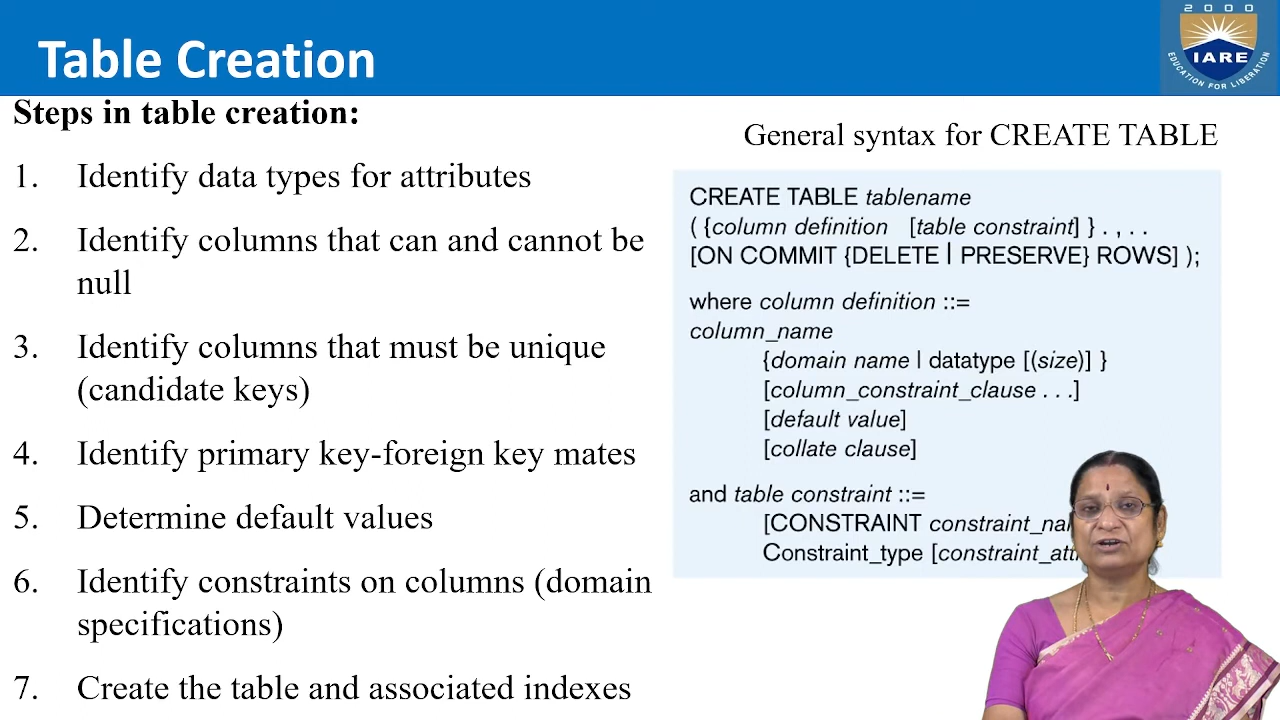 Table Creation
2000
IARE
EDUCATION FOR LIBERATION
Steps in table creation:
1. Identify data types for attributes
2. Identify columns that can and cannot be
null
3. Identify columns that must be unique
(candidate keys)
4. Identify primary key-foreign key mates
5. Determine default values
6. Identify constraints on columns (domain
specifications)
7. Create the table and associated indexes
General syntax for CREATE TABLE
CREATE TABLE tablename
( {column definition [table constraint] } . , . .
[ON COMMIT {DELETE | PRESERVE} ROWS] );
where column definition ::=
column_name
{domain name | datatype [(size)] }
[column_constraint_clause . . .]
[default value]
[collate clause]
and table constraint ::=
[CONSTRAINT
Constraint_type